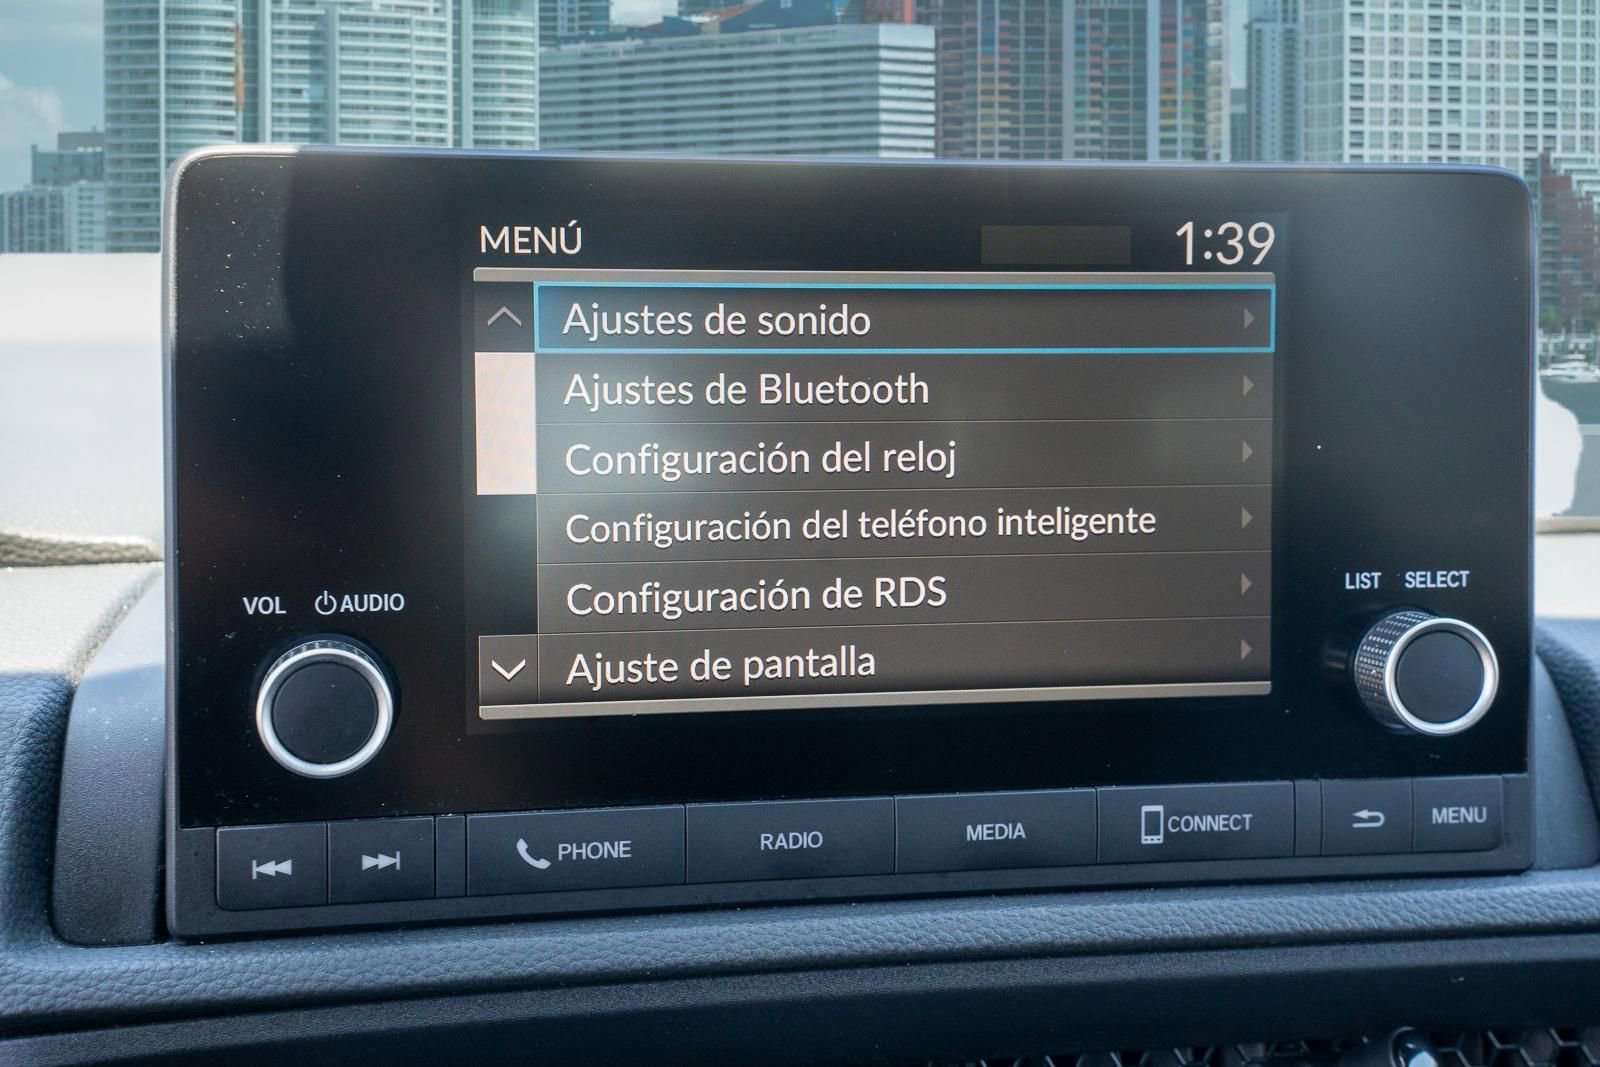 MENÚ 1:39
Ajustes de sonido
Ajustes de Bluetooth
Configuración del reloj
Configuración del teléfono inteligente
Configuración de RDS
Ajuste de pantalla
VOL AUDIO
LIST SELECT
PHONE RADIO MEDIA CONNECT MENU